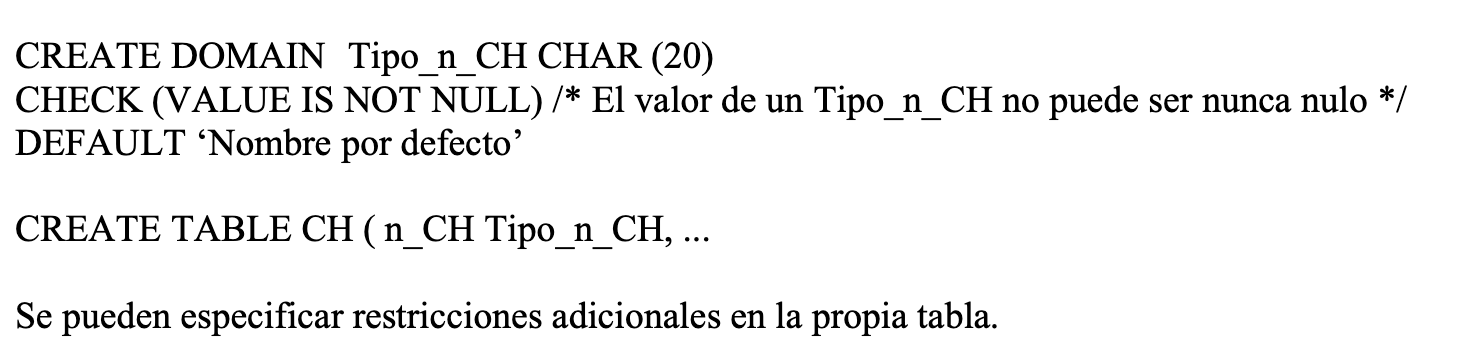 CREATE DOMAIN Tipo_n_CH CHAR (20)
CHECK (VALUE IS NOT NULL) /* El valor de un Tipo_n_CH no puede ser nunca nulo */
DEFAULT ‘Nombre por defecto’
CREATE TABLE CH ( n_CH Tipo_n_CH, ...
Se pueden especificar restricciones adicionales en la propia tabla.